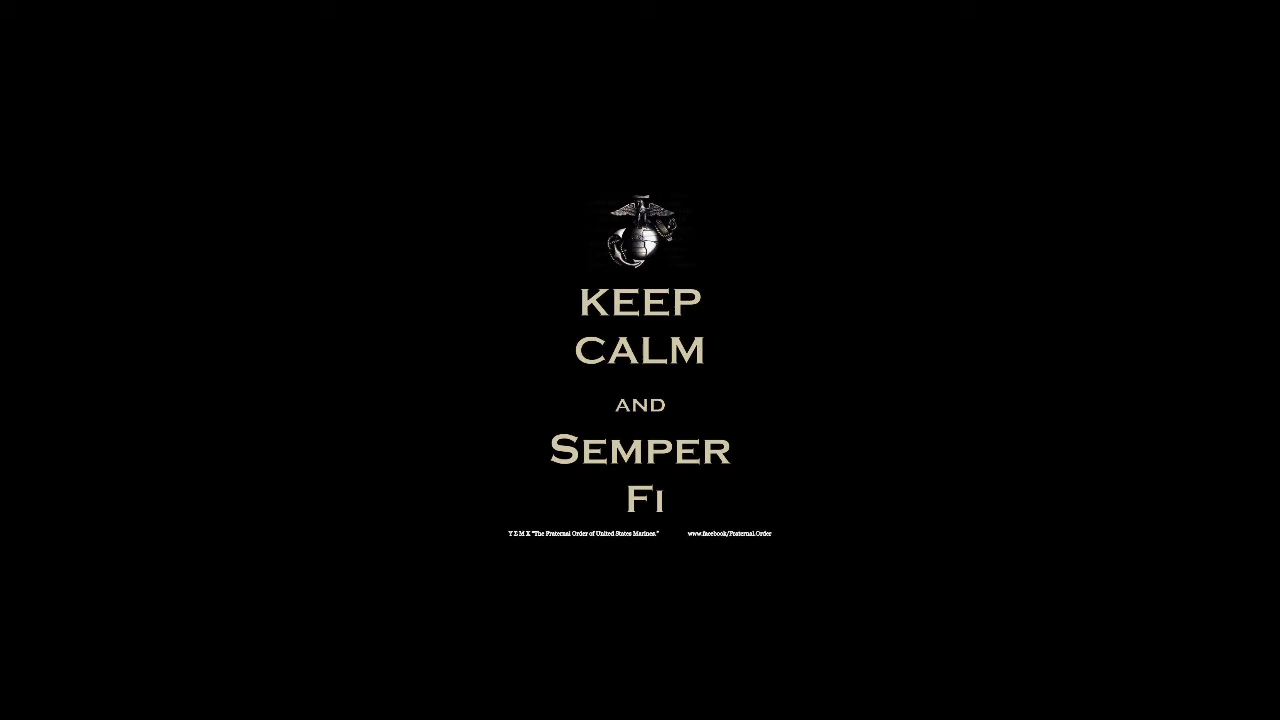 KEEP
CALM
AND
SEMPER
FI
Y Σ M X "The Fraternal Order of United States Marines" www.facebook/Fraternal.Order